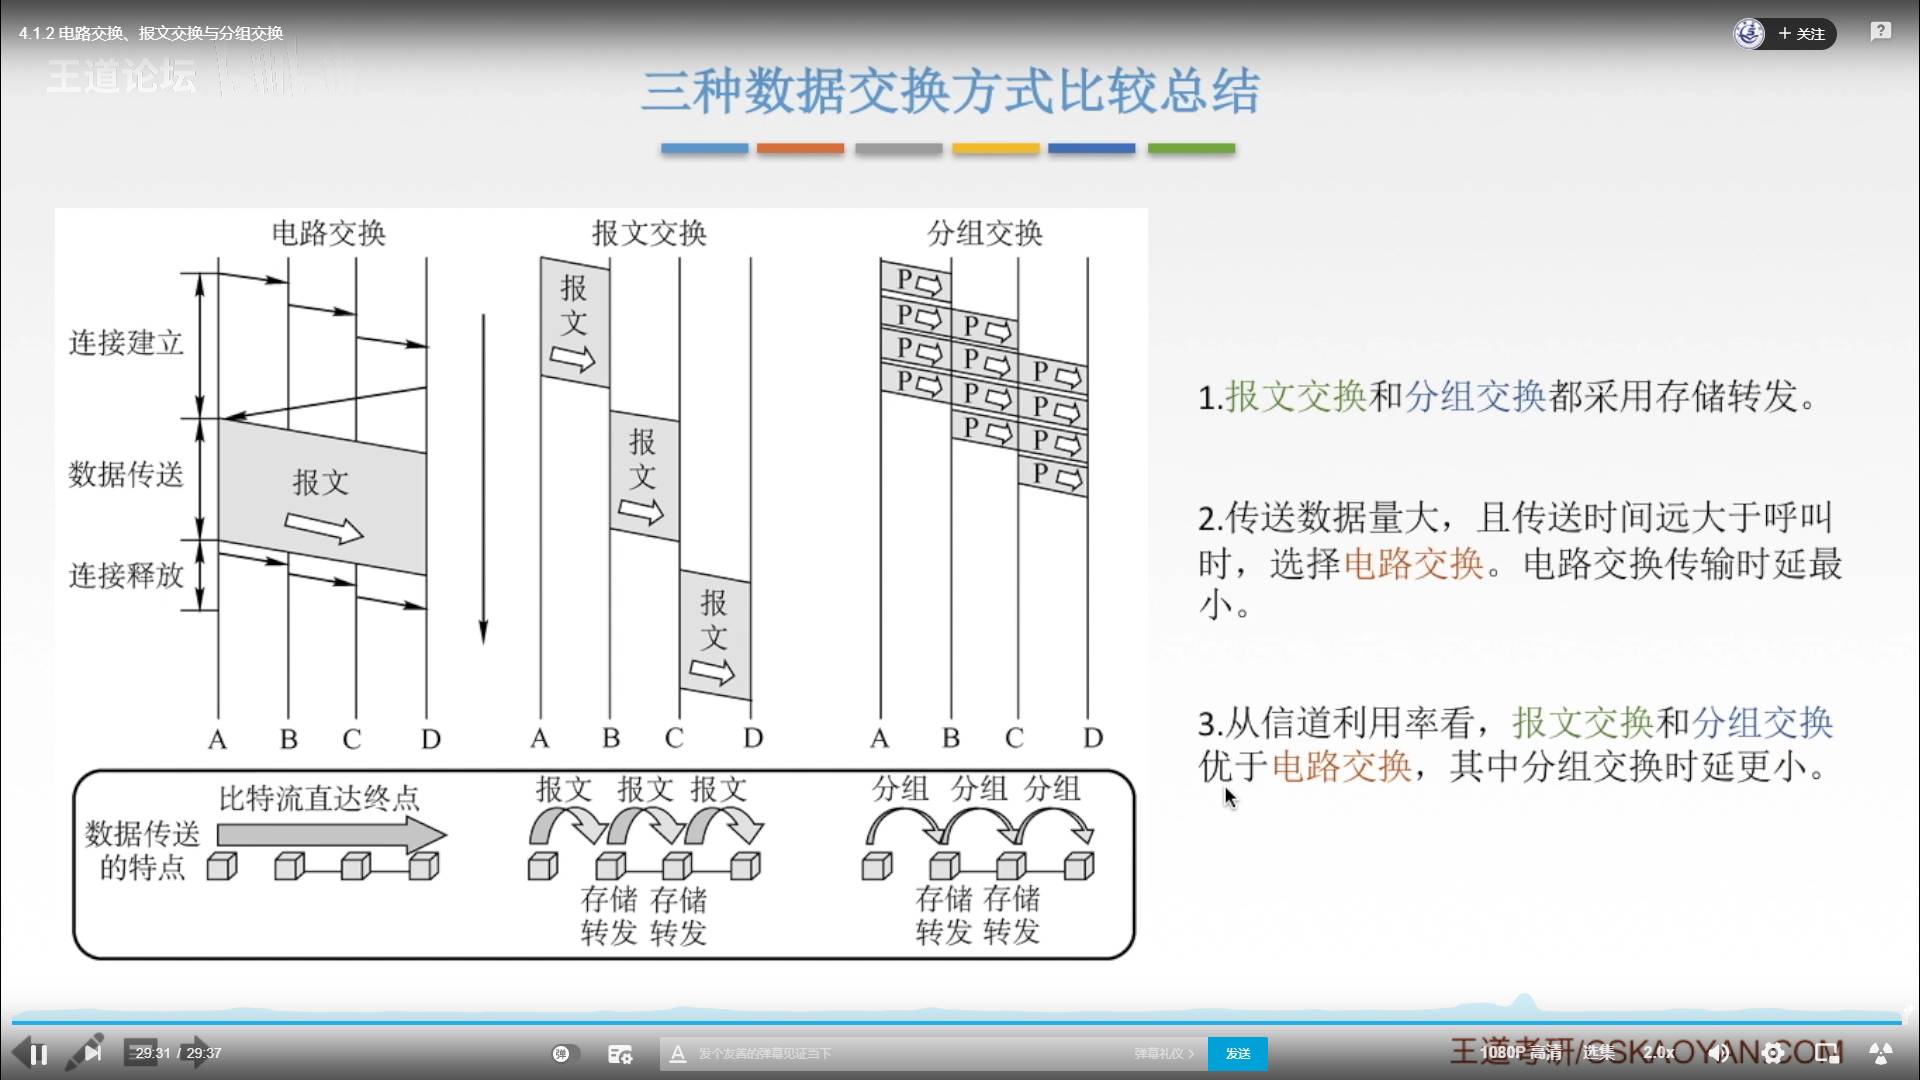 4.1.2 电路交换、报文交换与分组交换
+ 关注
王道论坛
三种数据交换方式比较总结
电路交换
报文交换
分组交换
连接建立
数据传送
连接释放
报文
报文
报文
报文
P
P
P P
P P P
P P P
P P
P
A B C D
A B C D
A B C D
比特流直达终点
数据传送
的特点
报文 报文 报文
存储 存储
转发 转发
分组 分组 分组
存储 存储
转发 转发
1.报文交换和分组交换都采用存储转发。
2.传送数据量大，且传送时间远大于呼叫
时，选择电路交换。电路交换传输时延最
小。
3.从信道利用率看，报文交换和分组交换
优于电路交换，其中分组交换时延更小。
29:31 / 29:37
弹
A 发个友善的弹幕见证当下
弹幕礼仪 >
发送
王道考研/CSKAOYAN.COM
1080P 高清 选集 2.0x